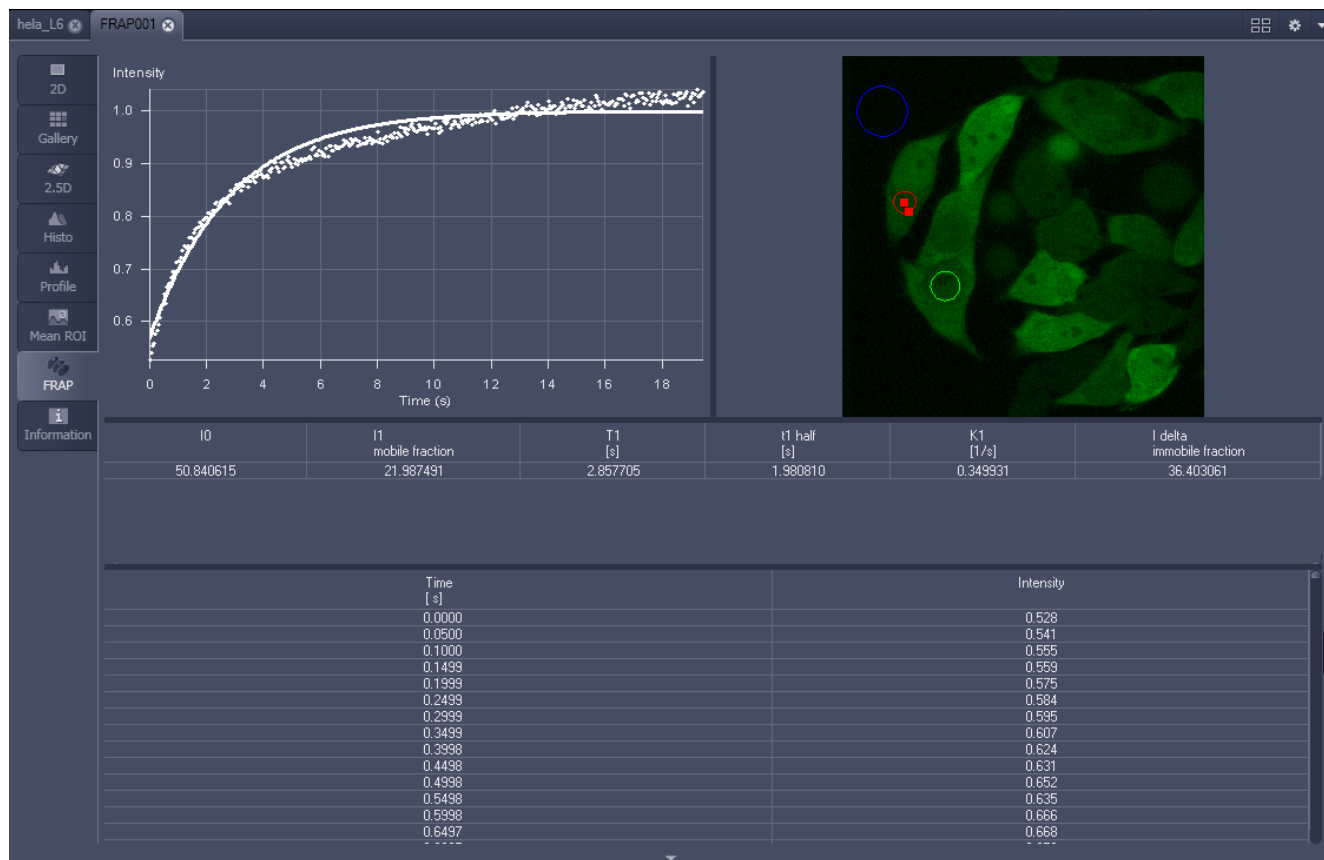 hela_L6 FRAP001
2D
Gallery
2.5D
Histo
Profile
Mean ROI
FRAP
Information
Intensity
1.0
0.9
0.8
0.7
0.6
0 2 4 6 8 10 12 14 16 18
Time (s)
I0 I1 T1 t1 half K1 I delta
mobile fraction [s] [s] [1/s] immobile fraction
50.840615 21.987491 2.857705 1.980810 0.349931 36.403061
Time Intensity
[s]
0.0000 0.528
0.0500 0.541
0.1000 0.555
0.1499 0.559
0.1999 0.575
0.2499 0.584
0.2999 0.595
0.3499 0.607
0.3998 0.624
0.4498 0.631
0.4998 0.652
0.5498 0.635
0.5998 0.666
0.6497 0.668